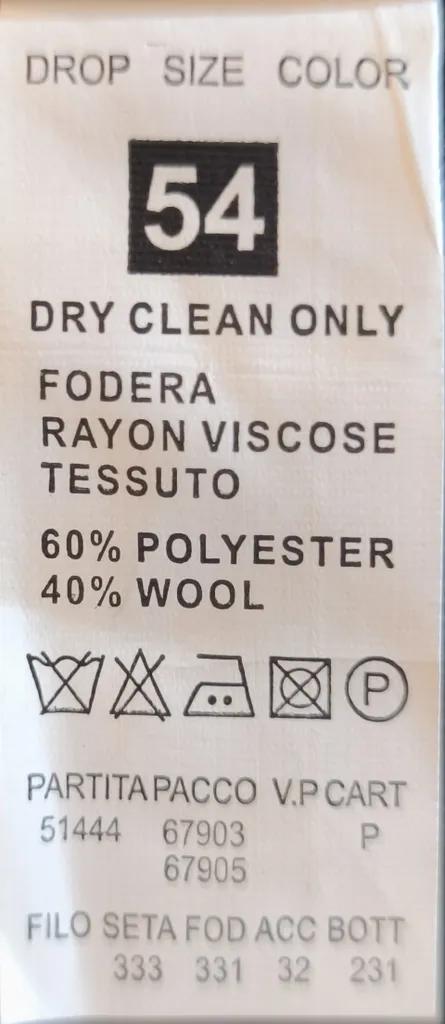 DROP SIZE COLOR
54
DRY CLEAN ONLY
FODERA
RAYON VISCOSE
TESSUTO
60% POLYESTER
40% WOOL
P
PARTITA PACCO V.P CART
51444 67903 P
67905
FILO SETA FOD ACC BOTT
333 331 32 231